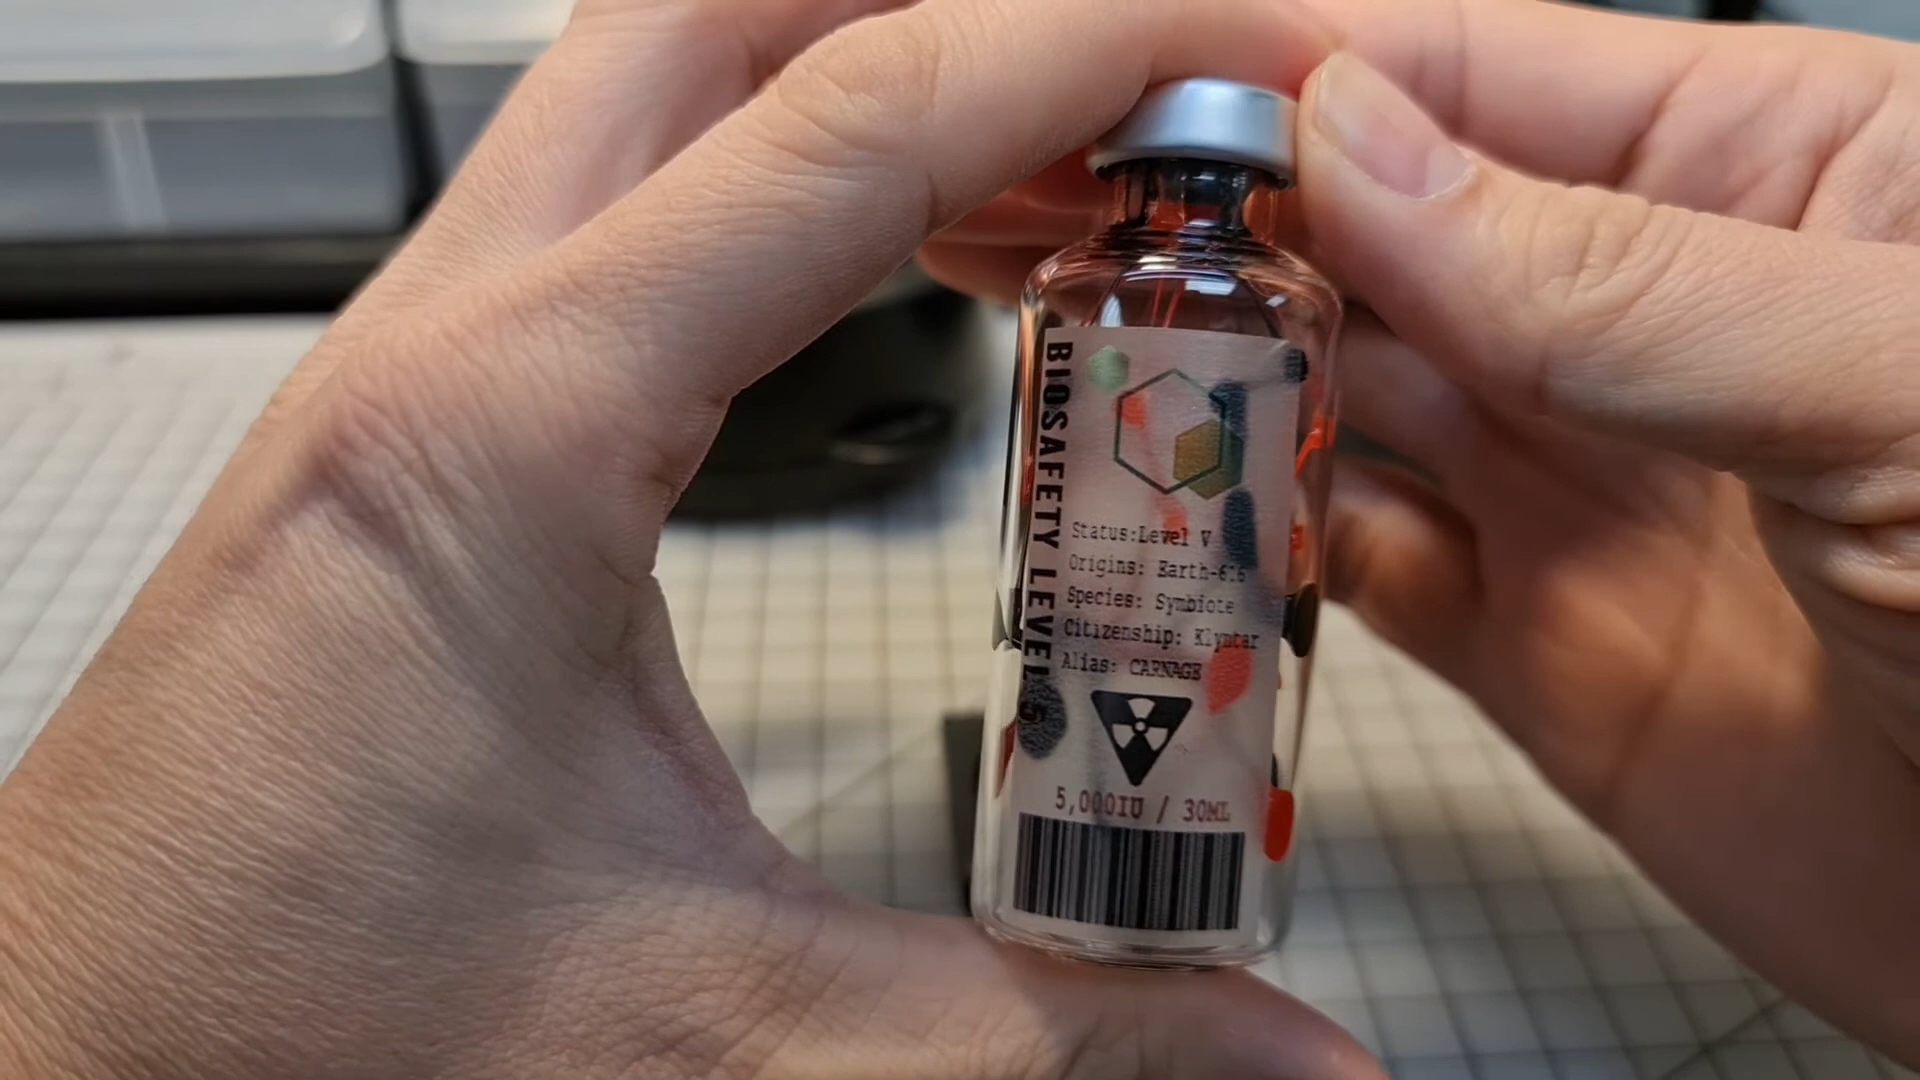 BIOSAFETY LEVEL 5
Status:Level V
Origins: Earth-616
Species: Symbiote
Citizenship: Klyntar
Alias: CARNAGE
5,000IU / 30ML